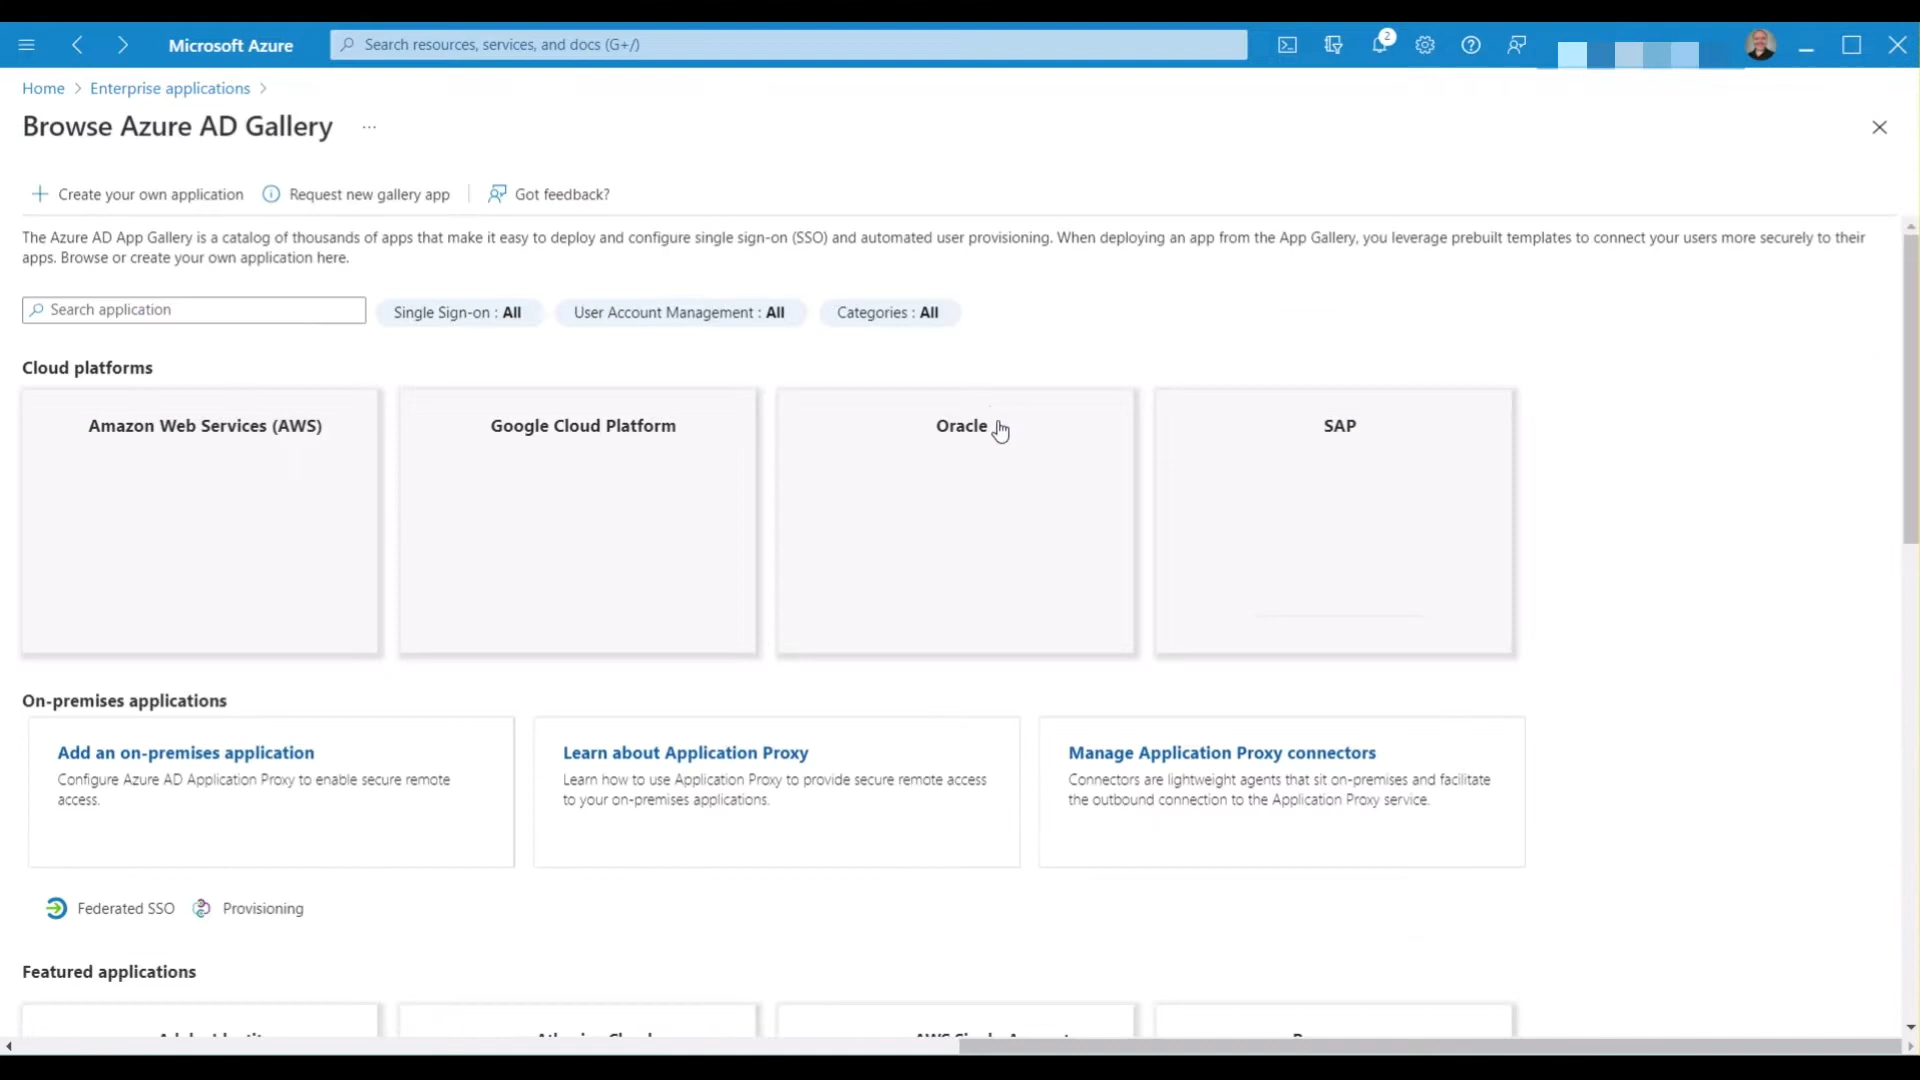 Microsoft Azure
Search resources, services, and docs (G+/)
2
Home > Enterprise applications >
Browse Azure AD Gallery ...
Create your own application
Request new gallery app
Got feedback?
The Azure AD App Gallery is a catalog of thousands of apps that make it easy to deploy and configure single sign-on (SSO) and automated user provisioning. When deploying an app from the App Gallery, you leverage prebuilt templates to connect your users more securely to their
apps. Browse or create your own application here.
Search application
Single Sign-on : All
User Account Management : All
Categories : All
Cloud platforms
Amazon Web Services (AWS)
Google Cloud Platform
Oracle
SAP
On-premises applications
Add an on-premises application
Configure Azure AD Application Proxy to enable secure remote
access.
Learn about Application Proxy
Learn how to use Application Proxy to provide secure remote access
to your on-premises applications.
Manage Application Proxy connectors
Connectors are lightweight agents that sit on-premises and facilitate
the outbound connection to the Application Proxy service.
Federated SSO
Provisioning
Featured applications